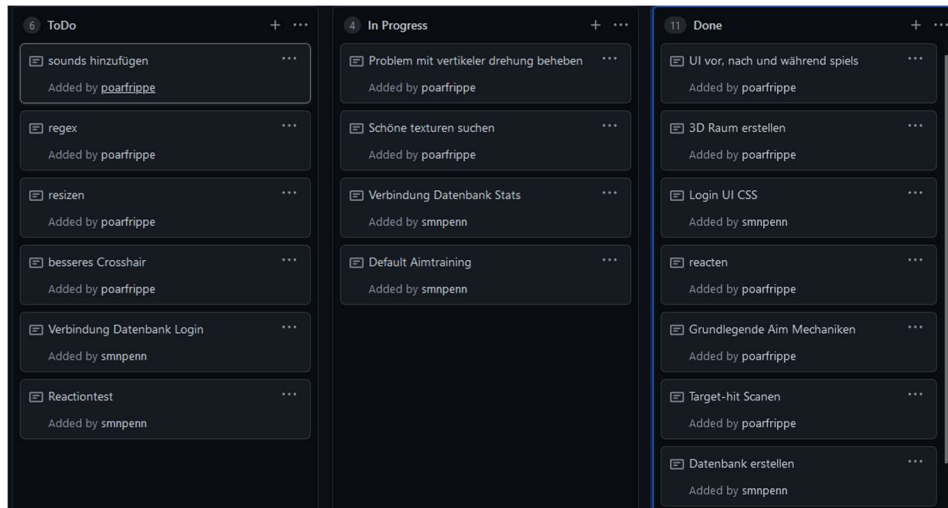 6 ToDo
sounds hinzufügen
Added by poarfrippe
regex
Added by poarfrippe
resizen
Added by poarfrippe
besseres Crosshair
Added by poarfrippe
Verbindung Datenbank Login
Added by smnpenn
Reactiontest
Added by smnpenn
4 In Progress
Problem mit vertikeler drehung beheben
Added by poarfrippe
Schöne texturen suchen
Added by poarfrippe
Verbindung Datenbank Stats
Added by smnpenn
Default Aimtraining
Added by smnpenn
11 Done
UI vor, nach und während spiels
Added by poarfrippe
3D Raum erstellen
Added by poarfrippe
Login UI CSS
Added by smnpenn
reacten
Added by poarfrippe
Grundlegende Aim Mechaniken
Added by poarfrippe
Target-hit Scanen
Added by poarfrippe
Datenbank erstellen
Added by smnpenn